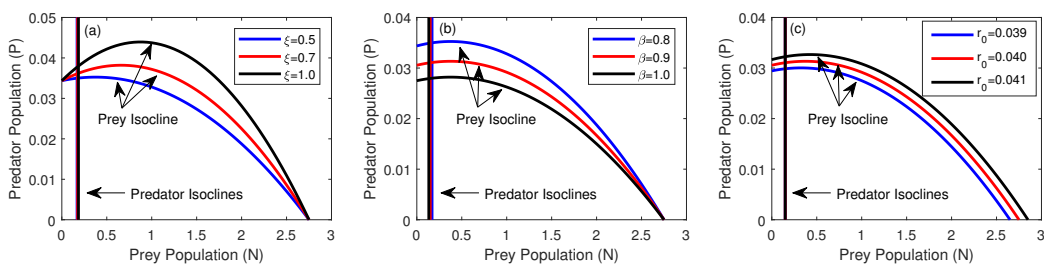 (a)
ξ=0.5
ξ=0.7
ξ=1.0
Prey Isocline
Predator Isoclines
Predator Population (P)
0.05
0.04
0.03
0.02
0.01
0
0 0.5 1 1.5 2 2.5 3
Prey Population (N)
(b)
β=0.8
β=0.9
β=1.0
Prey Isocline
Predator Isoclines
Predator Population (P)
0.04
0.03
0.02
0.01
0
0 0.5 1 1.5 2 2.5 3
Prey Population (N)
(c)
r0=0.039
r0=0.040
r0=0.041
Prey Isocline
Predator Isoclines
Predator Population (P)
0.04
0.03
0.02
0.01
0
0 0.5 1 1.5 2 2.5 3
Prey Population (N)